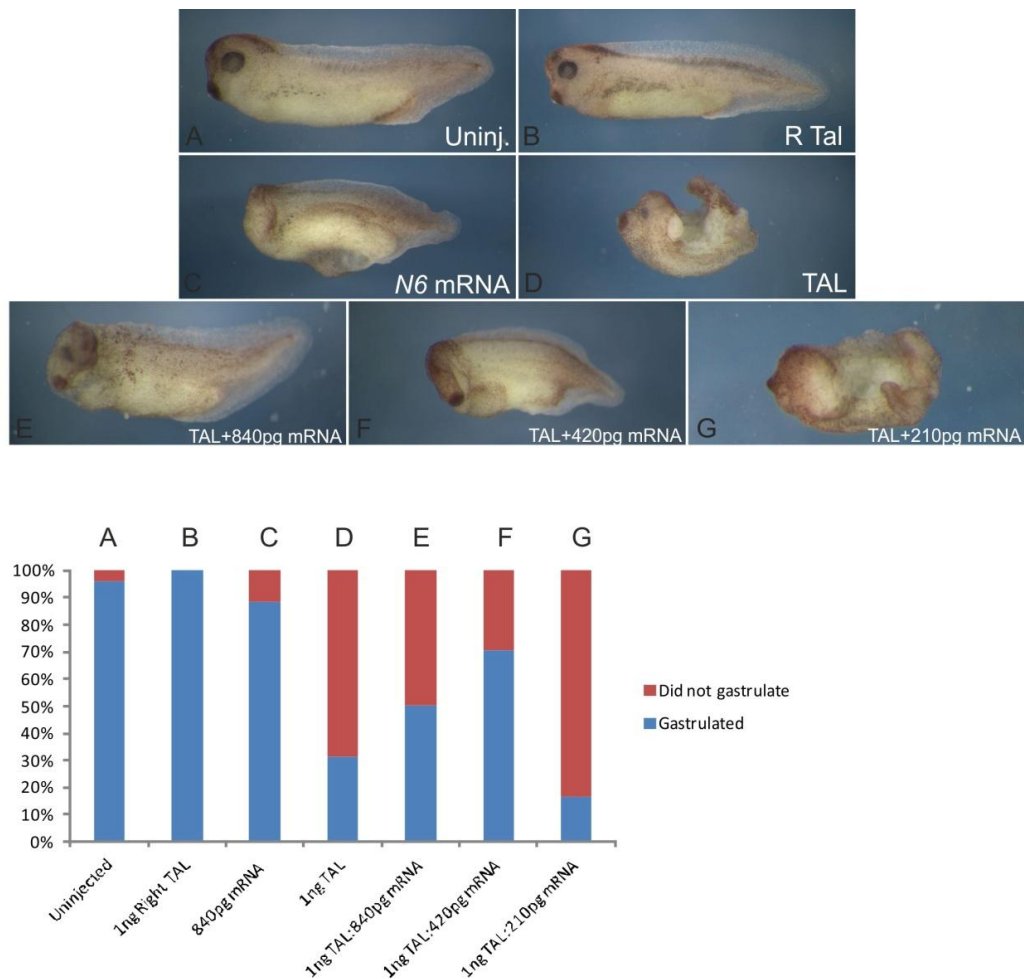 A Uninj.
B R Tal
C N6 mRNA
D TAL
E TAL+840pg mRNA
F TAL+420pg mRNA
G TAL+210pg mRNA
A B C D E F G
100%
90%
80%
70%
60%
50%
40%
30%
20%
10%
0%
Did not gastrulate
Gastrulated
Uninjected
1ng Right TAL
840pg mRNA
1ng TAL
1ng TAL:840pg mRNA
1ng TAL:420pg mRNA
1ng TAL:210pg mRNA